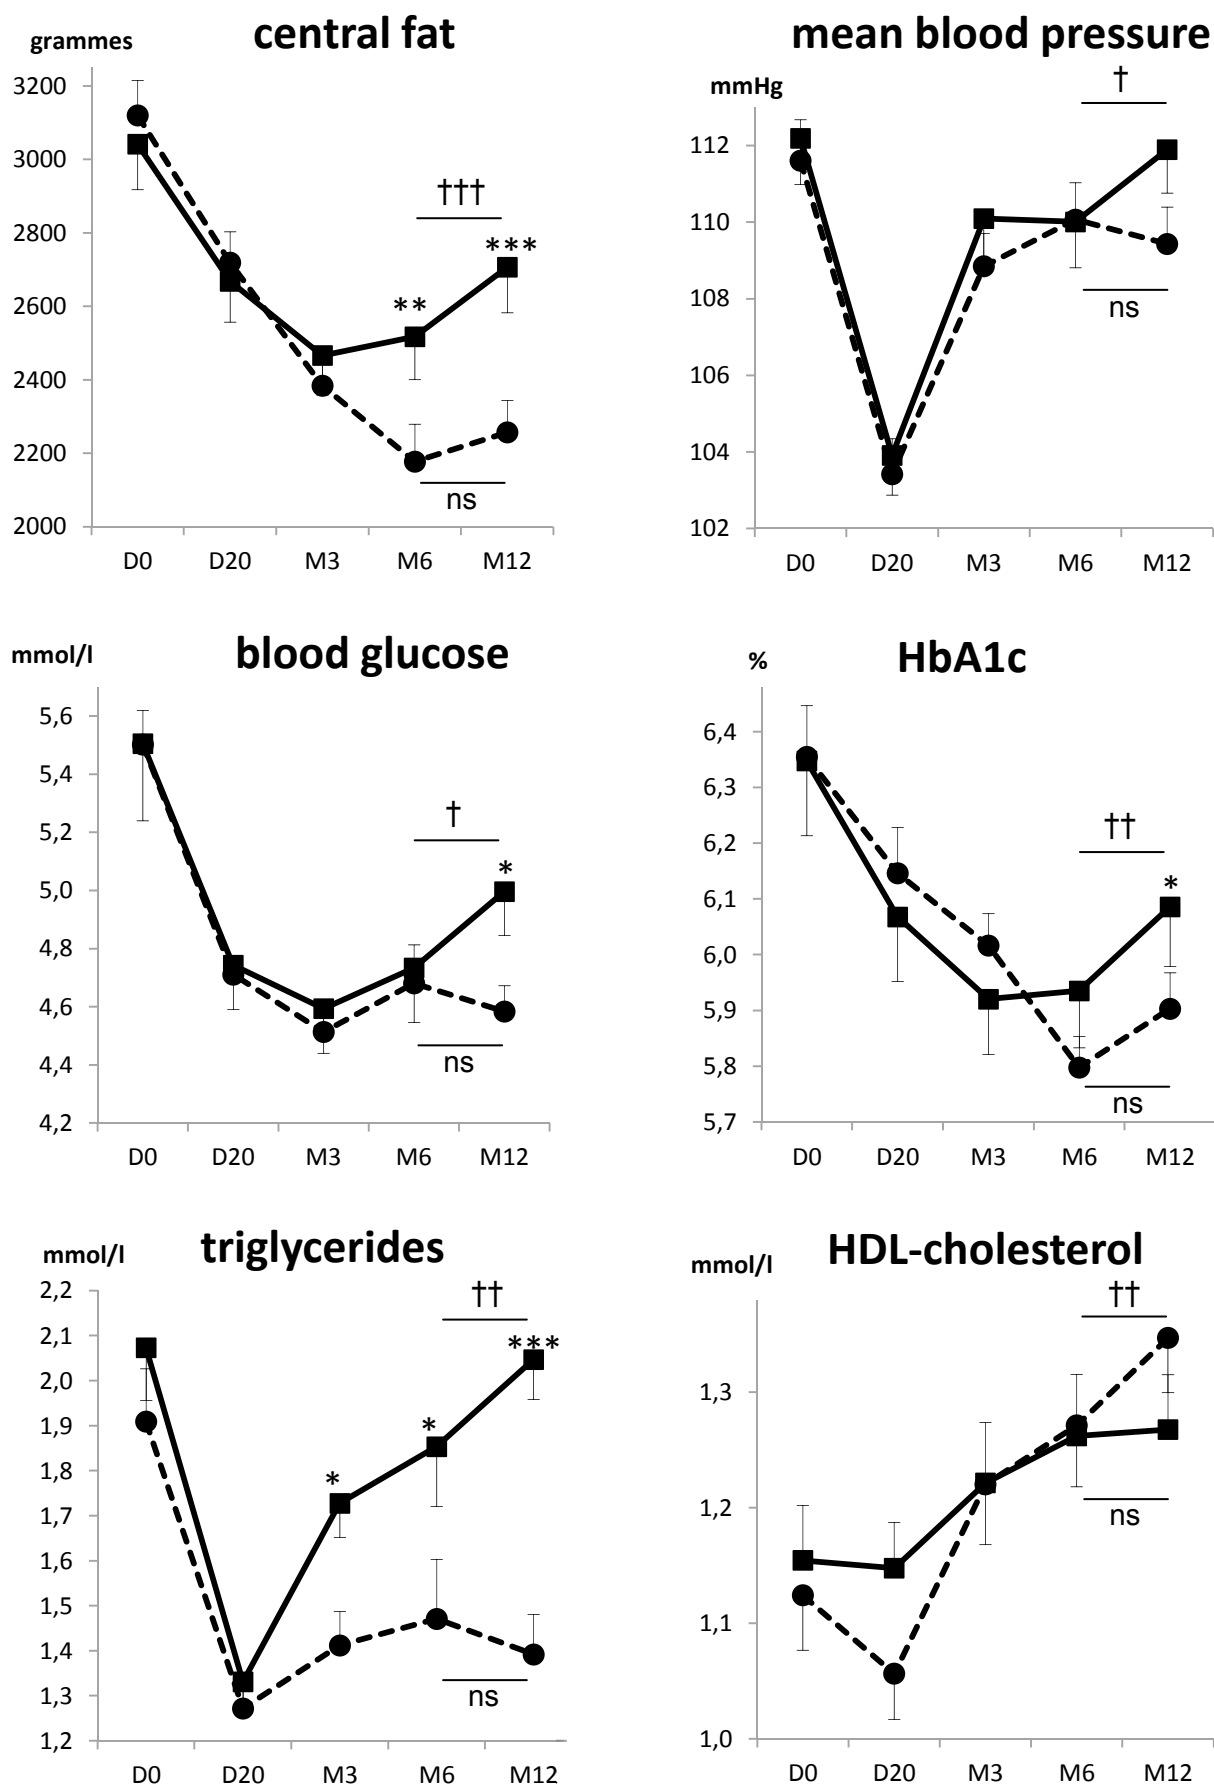 central fat
grammes
3200
3000
2800
2600
2400
2200
2000
†††
**
***
ns
D0 D20 M3 M6 M12
mean blood pressure
mmHg
112
110
108
106
104
102
†
ns
D0 D20 M3 M6 M12
blood glucose
mmol/l
5,6
5,4
5,2
5,0
4,8
4,6
4,4
4,2
†
*
ns
D0 D20 M3 M6 M12
HbA1c
%
6,4
6,3
6,2
6,1
6,0
5,9
5,8
5,7
††
*
ns
D0 D20 M3 M6 M12
triglycerides
mmol/l
2,2
2,1
2,0
1,9
1,8
1,7
1,6
1,5
1,4
1,3
1,2
††
***
*
*
ns
D0 D20 M3 M6 M12
HDL-cholesterol
mmol/l
1,3
1,2
1,1
1,0
††
ns
D0 D20 M3 M6 M12